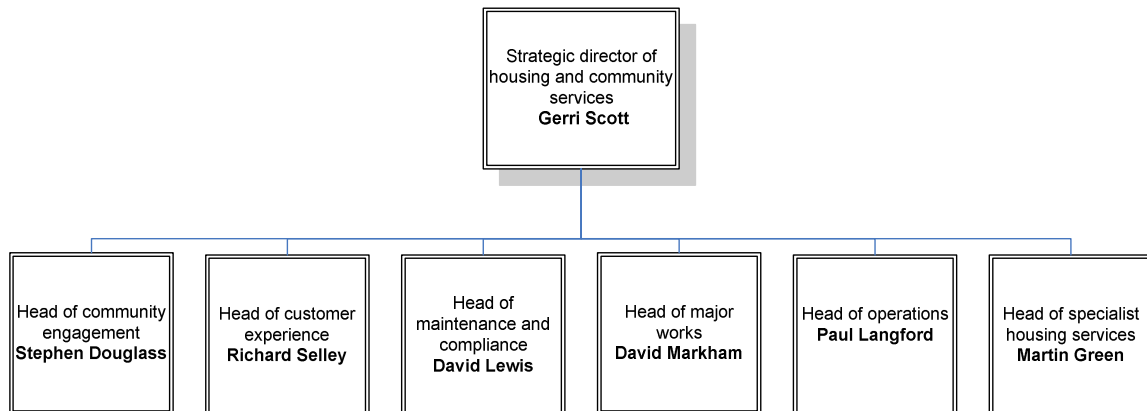 Strategic director of
housing and community
services
Gerri Scott
Head of community
engagement
Stephen Douglass
Head of customer
experience
Richard Selley
Head of
maintenance and
compliance
David Lewis
Head of major
works
David Markham
Head of operations
Paul Langford
Head of specialist
housing services
Martin Green